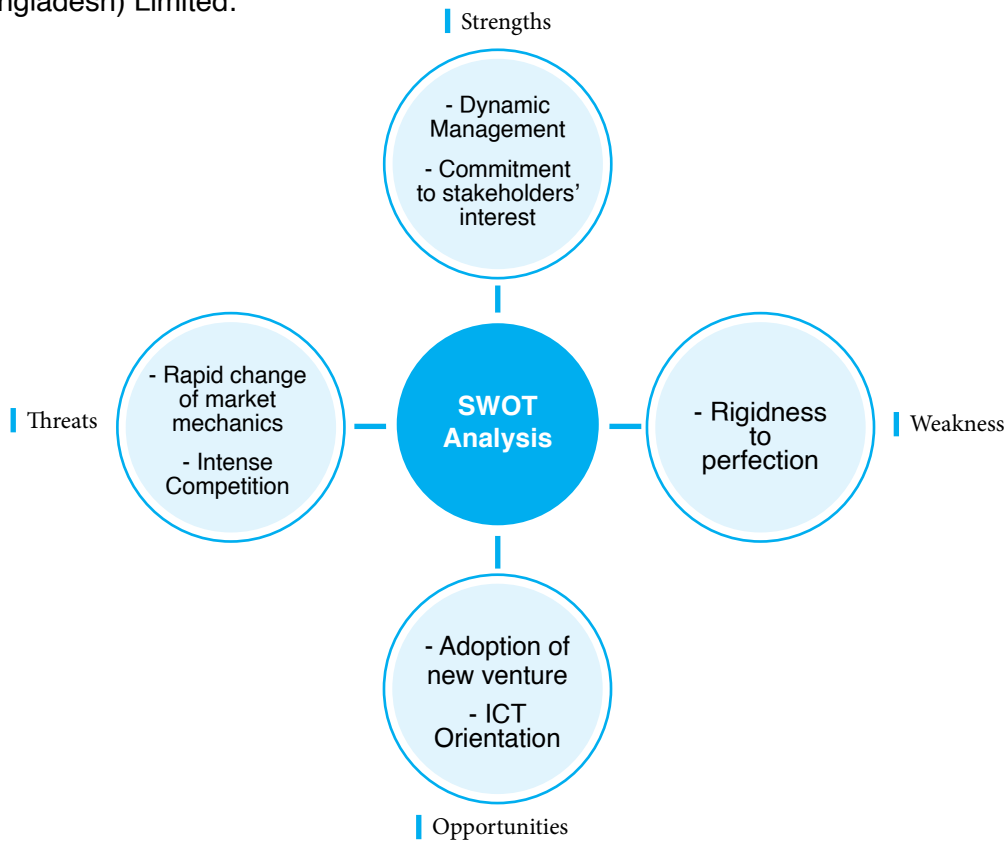 ngladesh) Limited.
Strengths
- Dynamic
Management
- Commitment
to stakeholders’
interest
- Rapid change
of market
mechanics
- Intense
Competition
Threats
SWOT
Analysis
- Rigidness
to
perfection
Weakness
- Adoption of
new venture
- ICT
Orientation
Opportunities